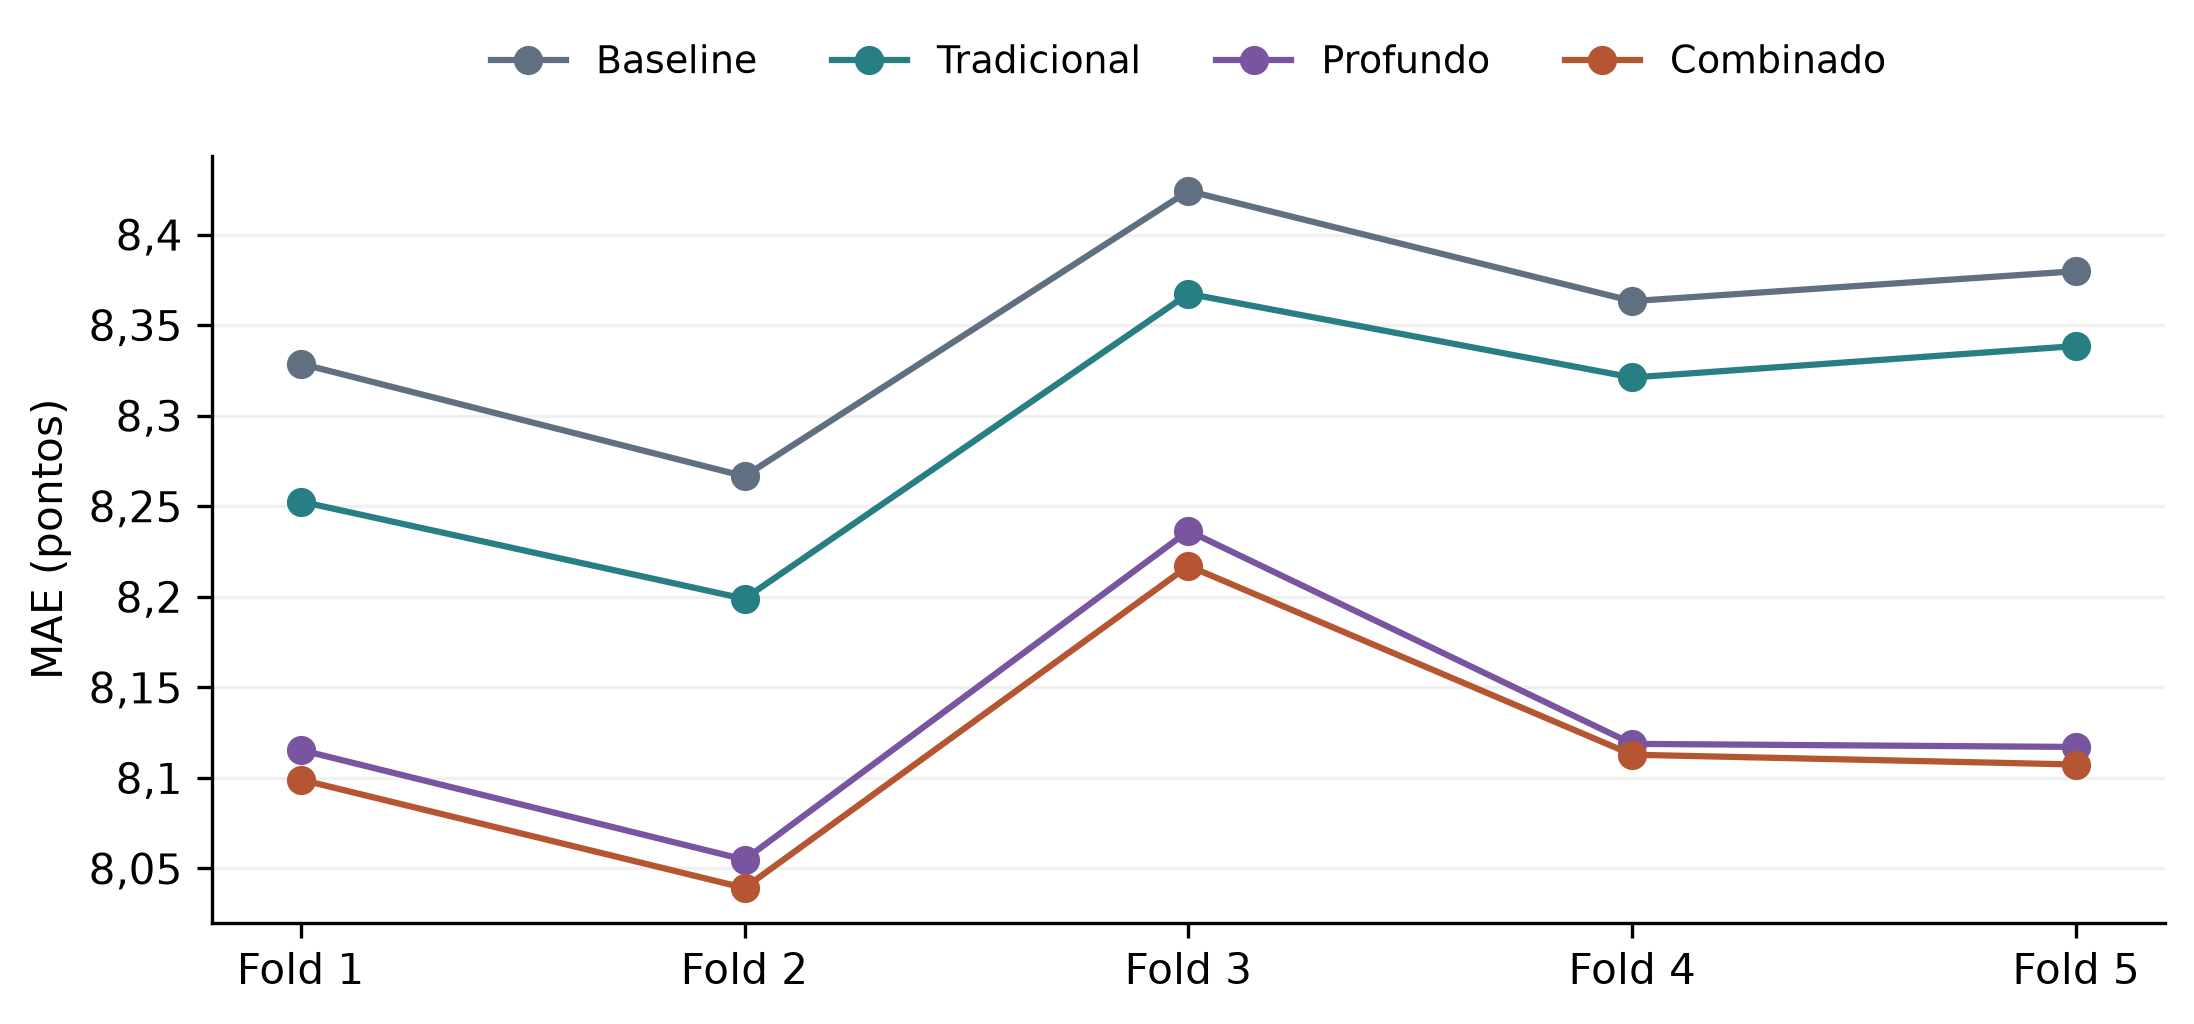 Baseline Tradicional Profundo Combinado
MAE (pontos)
8,4
8,35
8,3
8,25
8,2
8,15
8,1
8,05
Fold 1 Fold 2 Fold 3 Fold 4 Fold 5